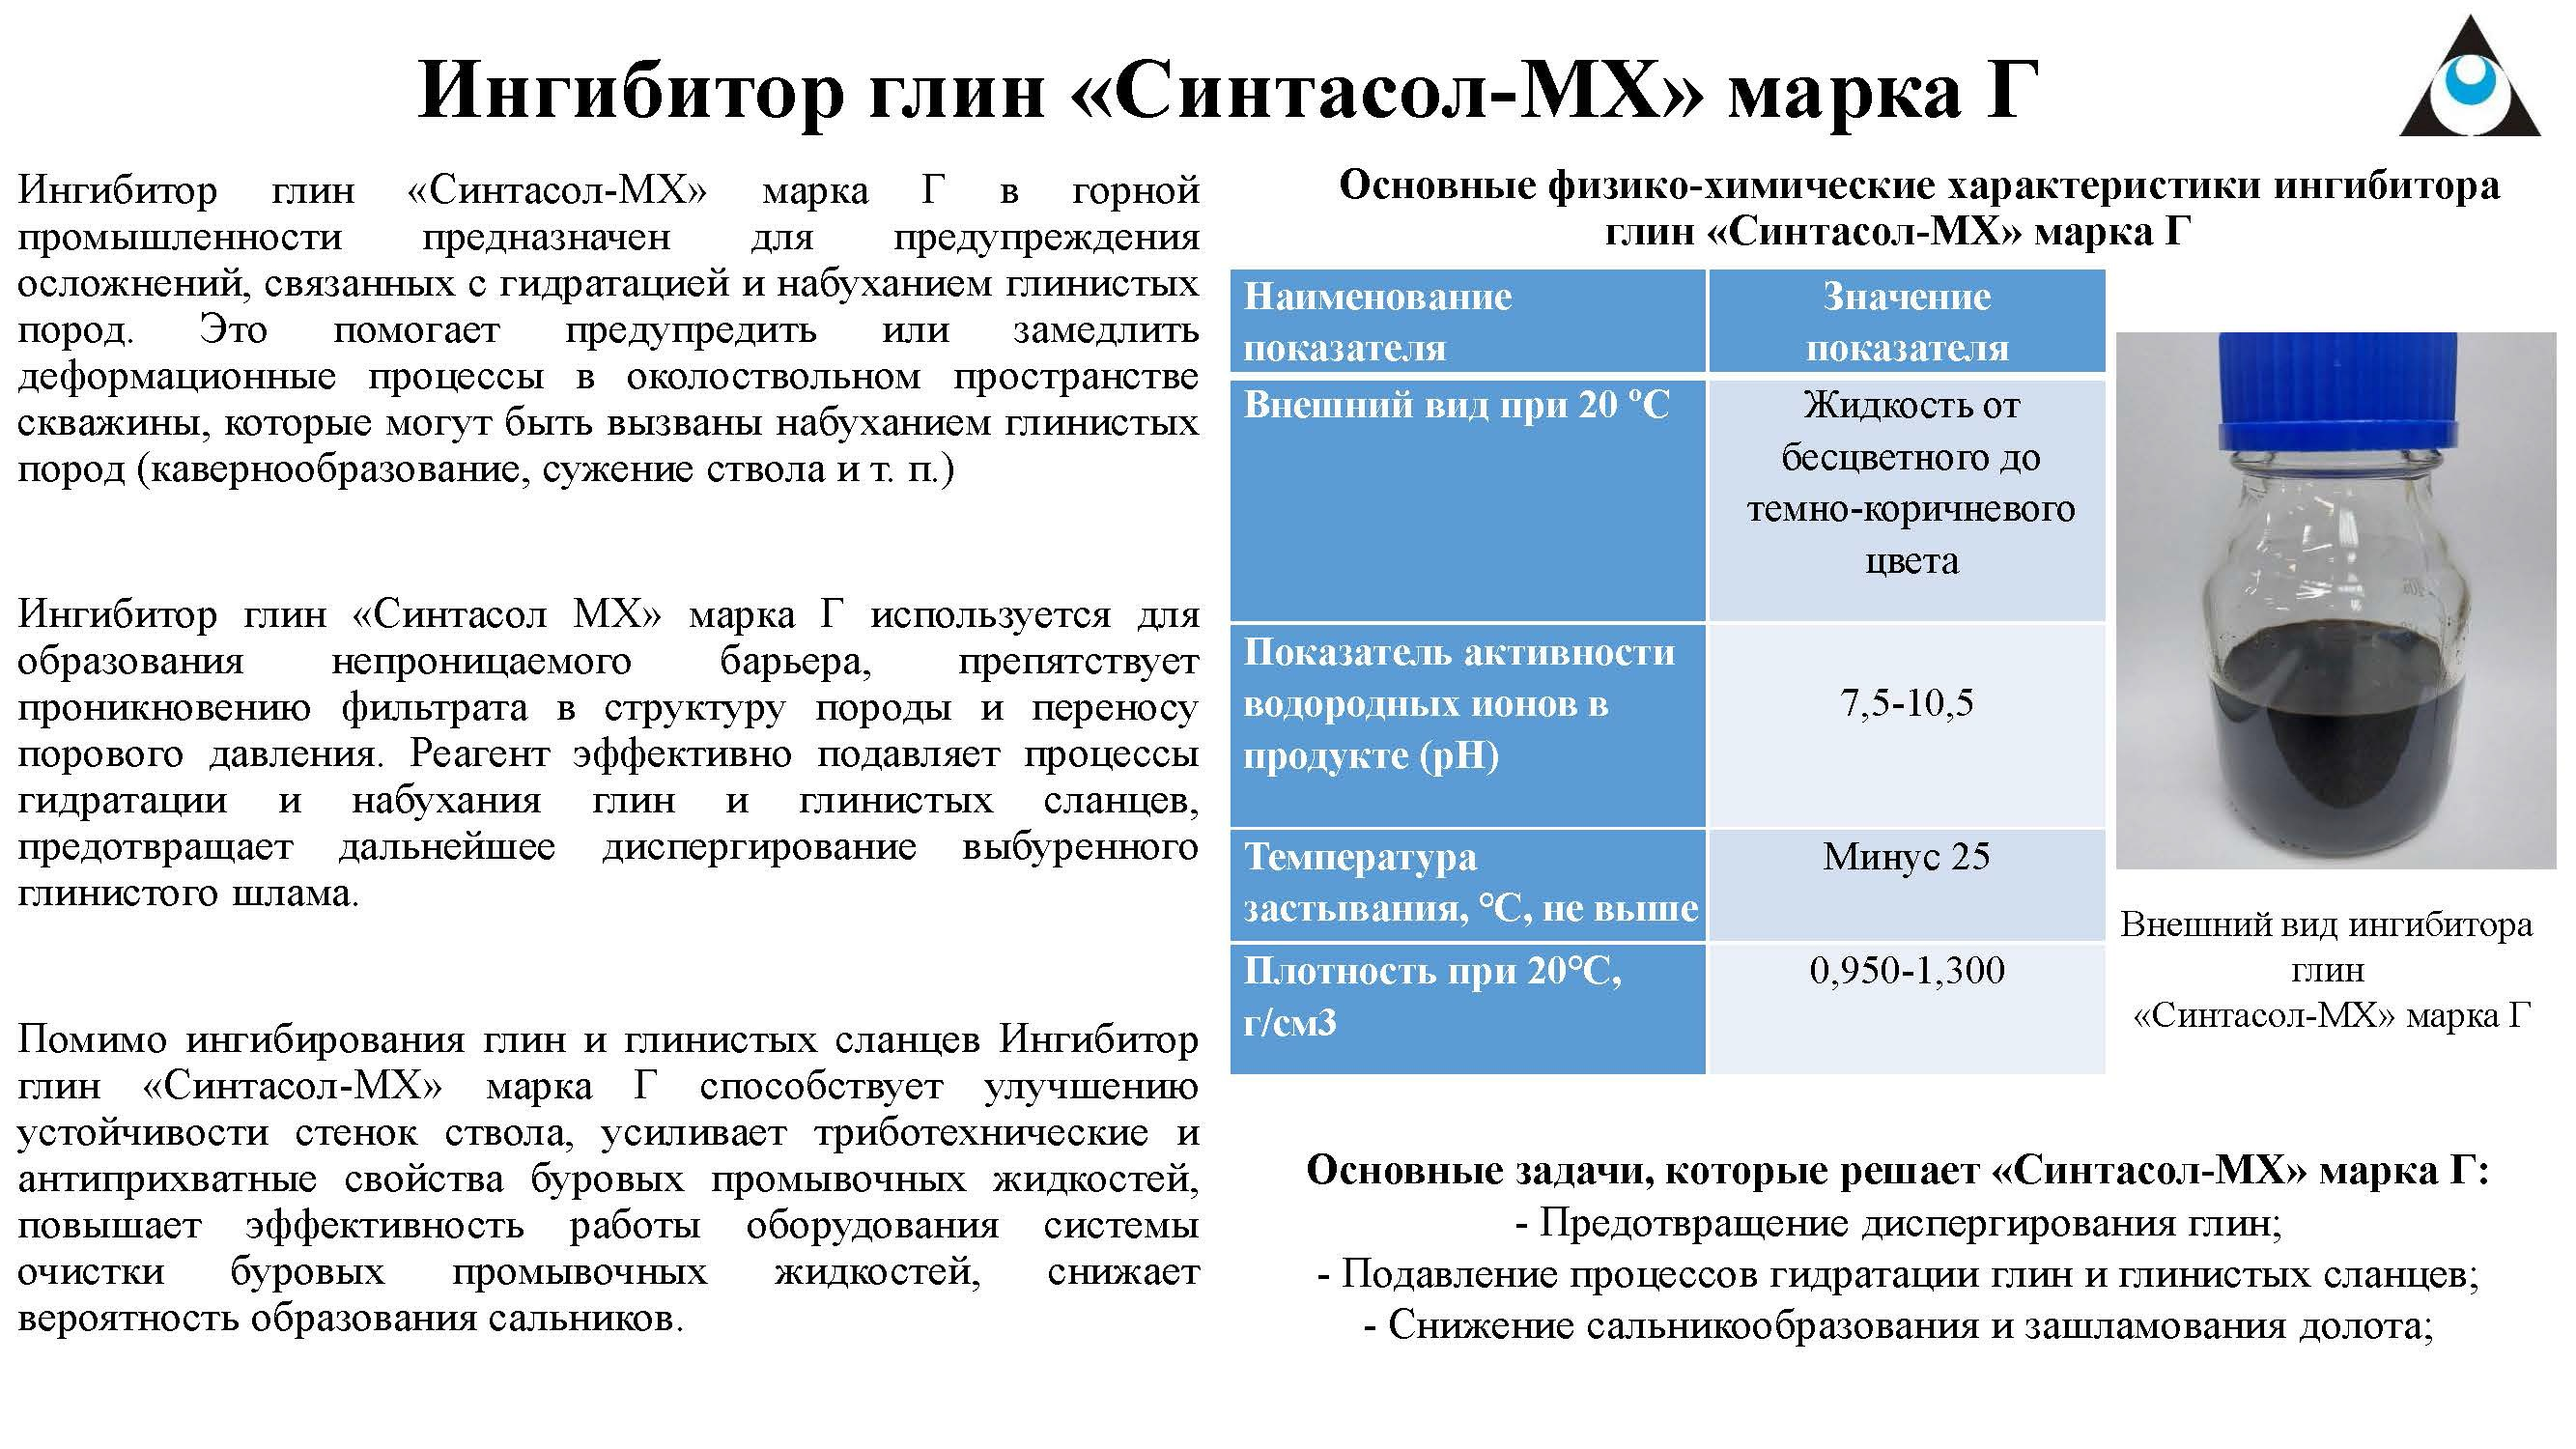 Ингибитор глин «Синтасол-МХ» марка Г
Ингибитор глин «Синтасол-МХ» марка Г в горной
промышленности предназначен для предупреждения
осложнений, связанных с гидратацией и набуханием глинистых
пород. Это помогает предупредить или замедлить
деформационные процессы в околоствольном пространстве
скважины, которые могут быть вызваны набуханием глинистых
пород (кавернообразование, сужение ствола и т. п.)
Ингибитор глин «Синтасол МХ» марка Г используется для
образования непроницаемого барьера, препятствует
проникновению фильтрата в структуру породы и переносу
порового давления. Реагент эффективно подавляет процессы
гидратации и набухания глин и глинистых сланцев,
предотвращает дальнейшее диспергирование выбуренного
глинистого шлама.
Помимо ингибирования глин и глинистых сланцев Ингибитор
глин «Синтасол-МХ» марка Г способствует улучшению
устойчивости стенок ствола, усиливает триботехнические и
антиприхватные свойства буровых промывочных жидкостей,
повышает эффективность работы оборудования системы
очистки буровых промывочных жидкостей, снижает
вероятность образования сальников.
Основные физико-химические характеристики ингибитора
глин «Синтасол-МХ» марка Г
Наименование
показателя
Значение
показателя
Внешний вид при 20 ºС
Жидкость от
бесцветного до
темно-коричневого
цвета
Показатель активности
водородных ионов в
продукте (рН)
7,5-10,5
Температура
застывания, ℃, не выше
Минус 25
Плотность при 20℃,
г/см3
0,950-1,300
Внешний вид ингибитора
глин
«Синтасол-МХ» марка Г
Основные задачи, которые решает «Синтасол-МХ» марка Г:
- Предотвращение диспергирования глин;
- Подавление процессов гидратации глин и глинистых сланцев;
- Снижение сальникообразования и зашламования долота;